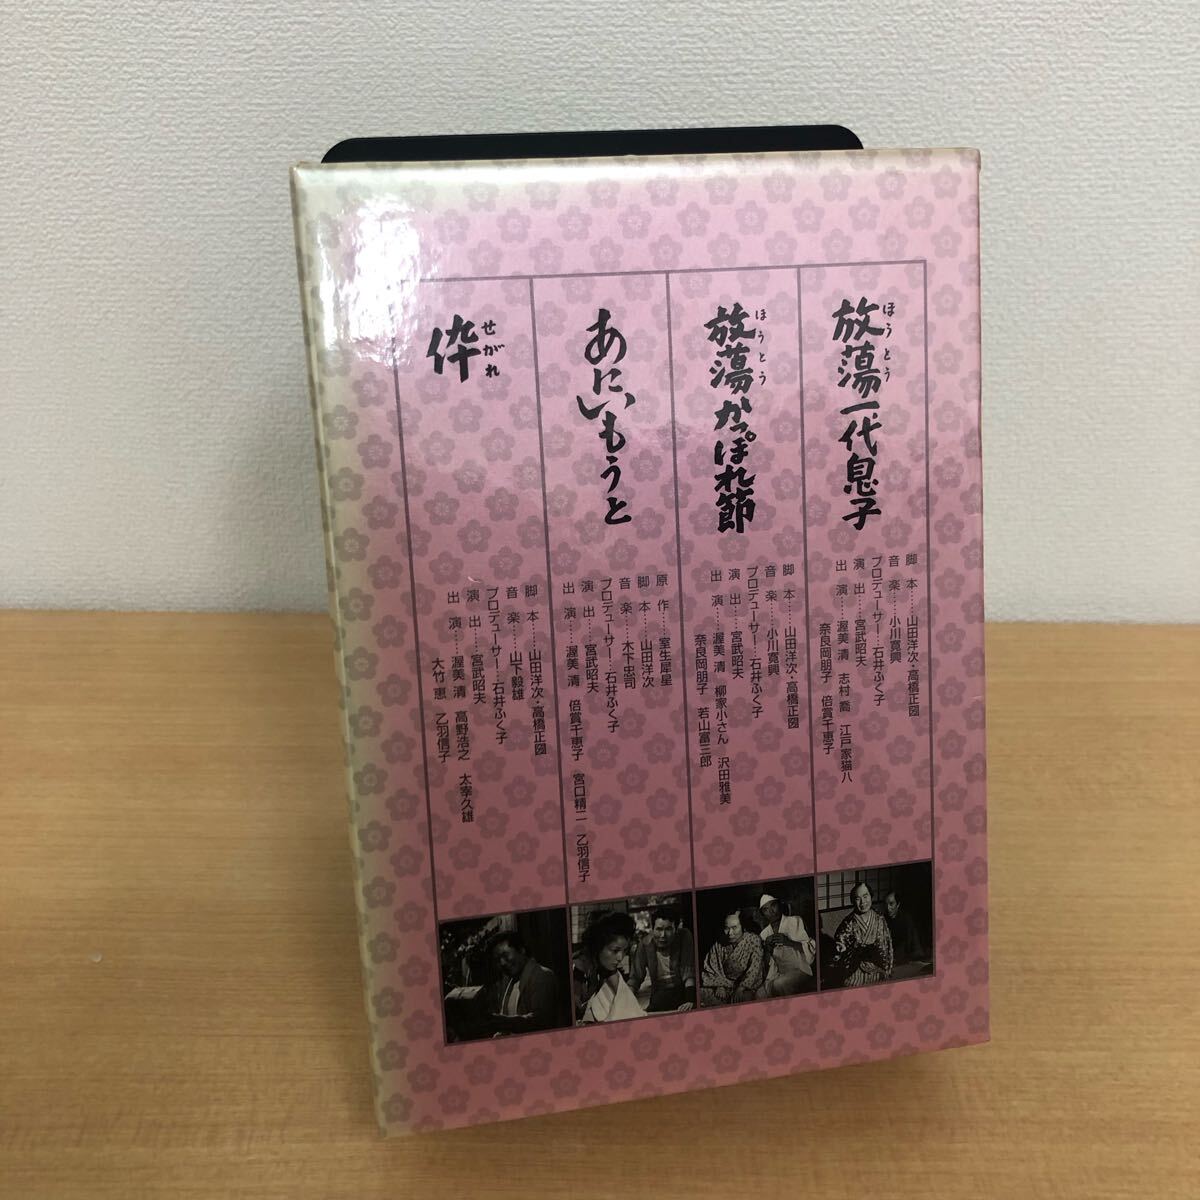 放蕩一代息子
ほうとう
脚本……山田洋次・高橋正圀
音楽……小川寛興
プロデューサー…石井ふく子
演出……宮武昭夫
出演……渥美 清 志村 喬 江戸家猫八
奈良岡朋子 倍賞千恵子
放蕩かっぽれ節
ほうとう
脚本……山田洋次・高橋正圀
音楽……小川寛興
プロデューサー…石井ふく子
演出……宮武昭夫
出演……渥美 清 柳家小さん 沢田雅美
奈良岡朋子 若山富三郎
あにいもうと
原作……室生犀星
脚本……山田洋次
音楽……木下忠司
プロデューサー…石井ふく子
演出……宮武昭夫
出演……渥美 清 倍賞千恵子 宮口精二 乙羽信子
伜
せがれ
脚本……山田洋次・高橋正圀
音楽……山下毅雄
プロデューサー…石井ふく子
演出……宮武昭夫
出演……渥美 清 高野浩之 太宰久雄
大竹 恵 乙羽信子